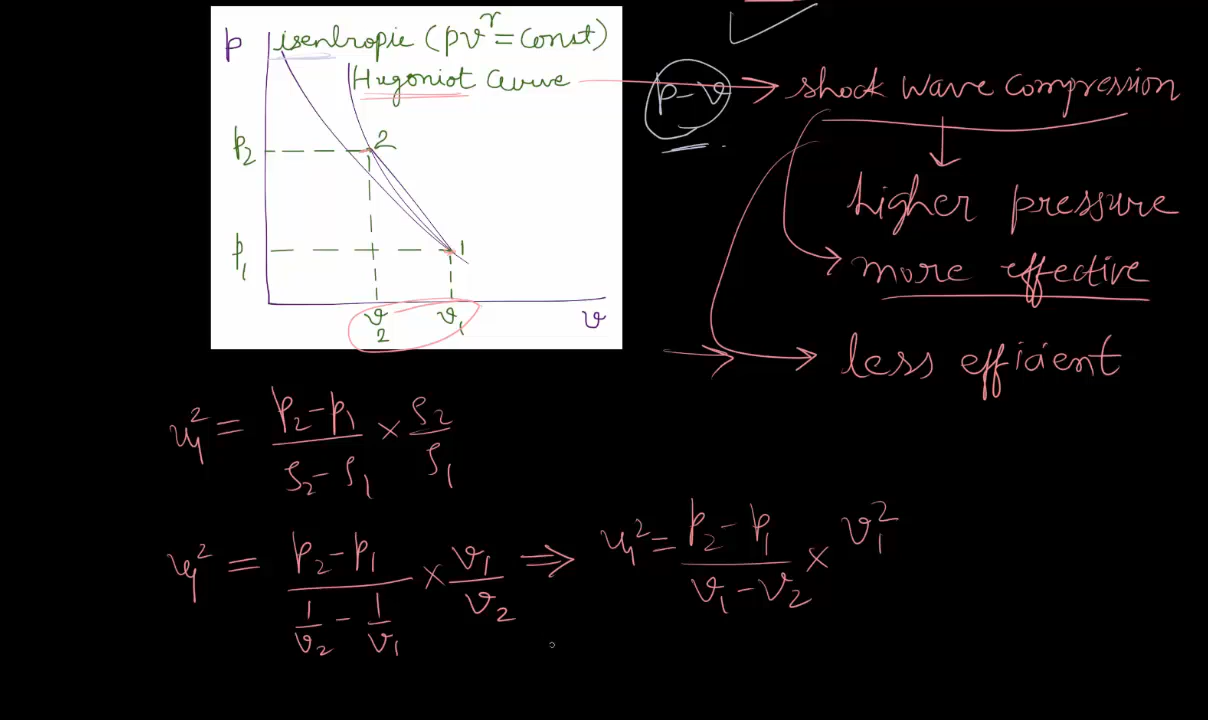 p isentropic (pv^γ = Const)
Hugoniot Curve
p₂ 2
p₁ 1
v₂ v₁ v
p-v → shock wave compression
higher pressure
more effective
less efficient
u₁² = (p₂ - p₁)/(ρ₂ - ρ₁) × ρ₂/ρ₁
u₁² = (p₂ - p₁)/(1/v₂ - 1/v₁) × v₁/v₂ ⇒ u₁² = (p₂ - p₁)/(v₁ - v₂) × v₁²